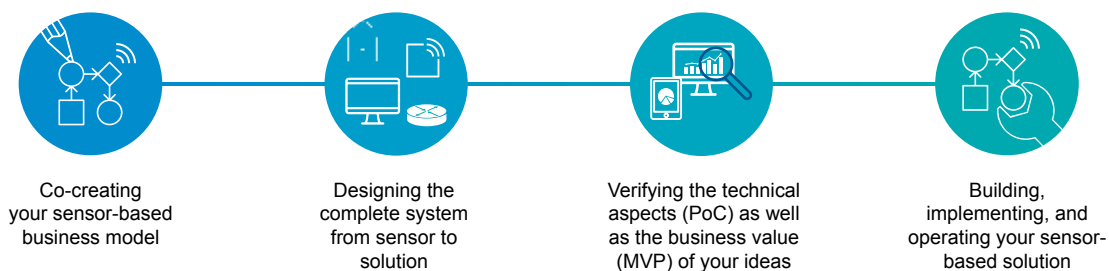 Co-creating
your sensor-based
business model
Designing the
complete system
from sensor to
solution
Verifying the technical
aspects (PoC) as well
as the business value
(MVP) of your ideas
Building,
implementing, and
operating your sensor-
based solution